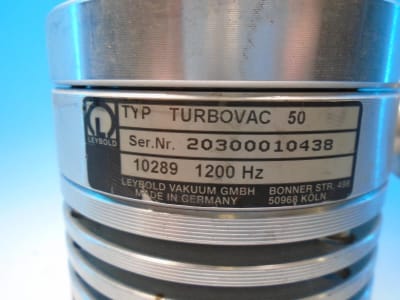 TYP TURBOVAC 50
LEYBOLD
Ser.Nr. 20300010438
10289 1200 Hz
LEYBOLD VAKUUM GMBH BONNER STR. 498
MADE IN GERMANY 50968 KÖLN